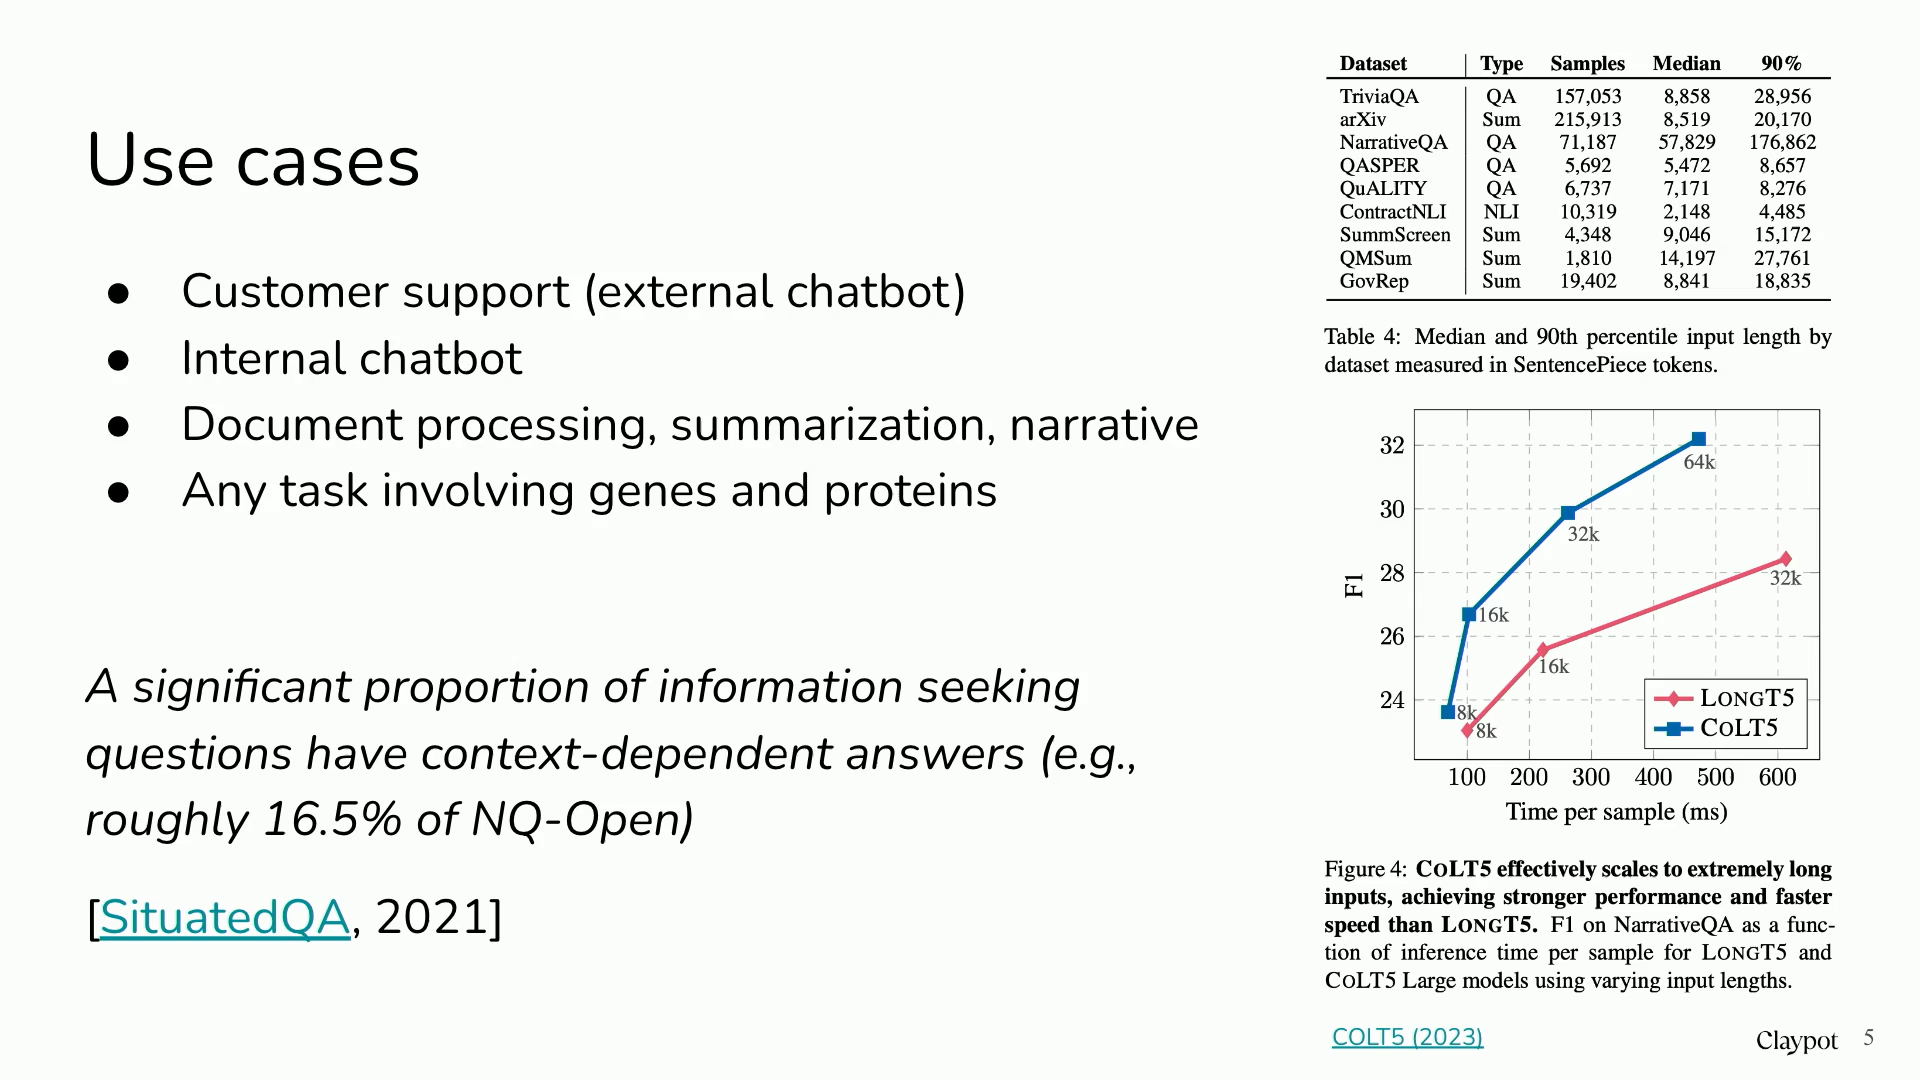 Use cases
● Customer support (external chatbot)
● Internal chatbot
● Document processing, summarization, narrative
● Any task involving genes and proteins
A significant proportion of information seeking
questions have context-dependent answers (e.g.,
roughly 16.5% of NQ-Open)
[SituatedQA, 2021]
Dataset Type Samples Median 90%
TriviaQA QA 157,053 8,858 28,956
arXiv Sum 215,913 8,519 20,170
NarrativeQA QA 71,187 57,829 176,862
QASPER QA 5,692 5,472 8,657
QuALITY QA 6,737 7,171 8,276
ContractNLI NLI 10,319 2,148 4,485
SummScreen Sum 4,348 9,046 15,172
QMSum Sum 1,810 14,197 27,761
GovRep Sum 19,402 8,841 18,835
Table 4: Median and 90th percentile input length by
dataset measured in SentencePiece tokens.
32
30
28
26
24
F1
64k
32k
32k
16k
16k
8k
8k
LONGT5
COLT5
100 200 300 400 500 600
Time per sample (ms)
Figure 4: COLT5 effectively scales to extremely long
inputs, achieving stronger performance and faster
speed than LONGT5. F1 on NarrativeQA as a func-
tion of inference time per sample for LONGT5 and
COLT5 Large models using varying input lengths.
COLT5 (2023)
Claypot 5